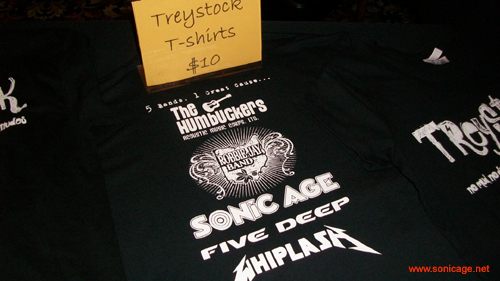 Treystock
T-shirts
$10
5 Bands, 1 Great Cause...
The
Humbuckers
ACOUSTIC MUSIC CORPS, LTD.
BAND
SONiC AGE
FIVE DEEP
WHIPLASH
TReys
www.sonicage.net